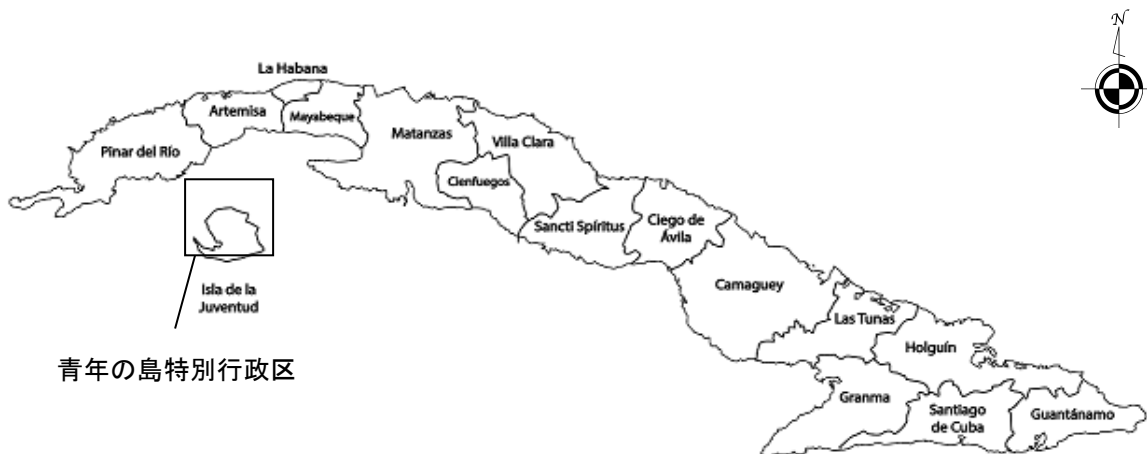 N
La Habana
Artemisa
Mayabeque
Matanzas
Villa Clara
Pinar del Río
Cienfuegos
Sancti Spíritus
Ciego de
Ávila
Isla de la
Juventud
Camaguey
Las Tunas
Holguín
青年の島特別行政区
Granma
Santiago
de Cuba
Guantánamo